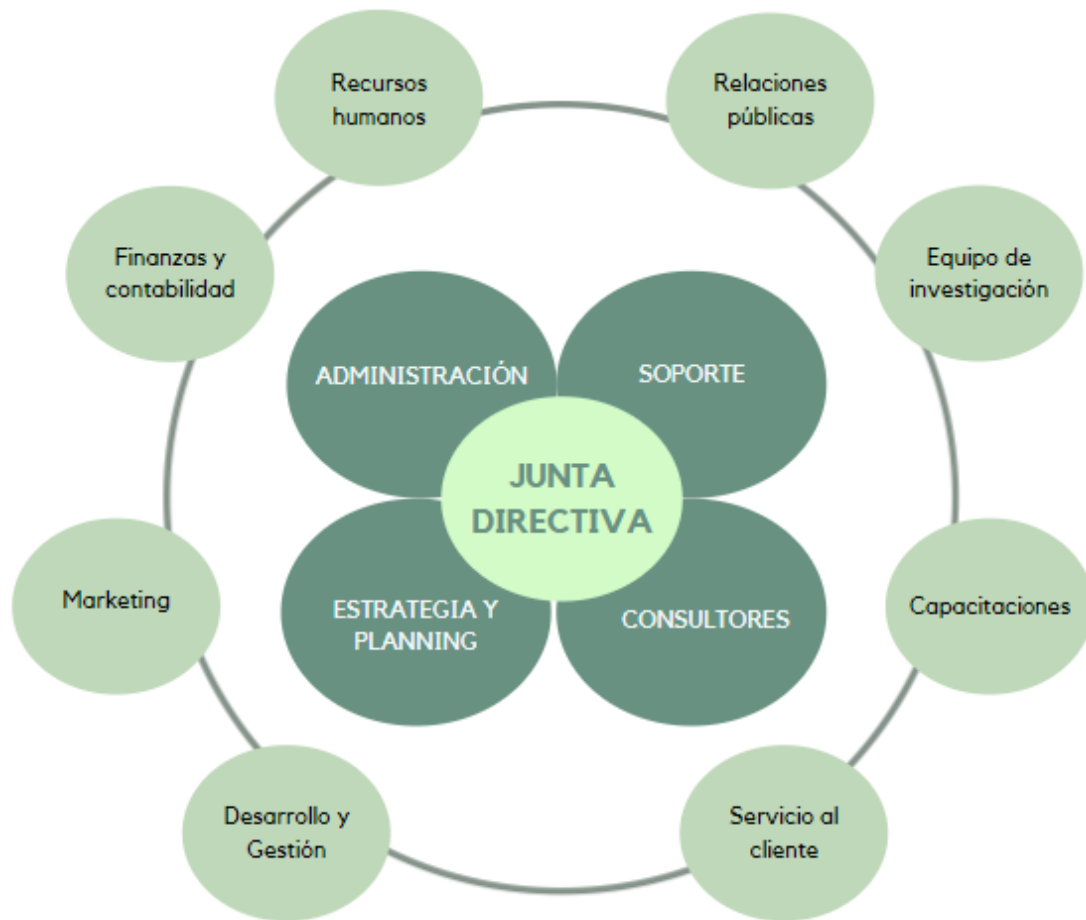 Recursos
humanos
Relaciones
públicas
Finanzas y
contabilidad
Equipo de
investigación
ADMINISTRACIÓN
SOPORTE
JUNTA
DIRECTIVA
ESTRATEGIA Y
PLANNING
CONSULTORES
Marketing
Capacitaciones
Desarrollo y
Gestión
Servicio al
cliente